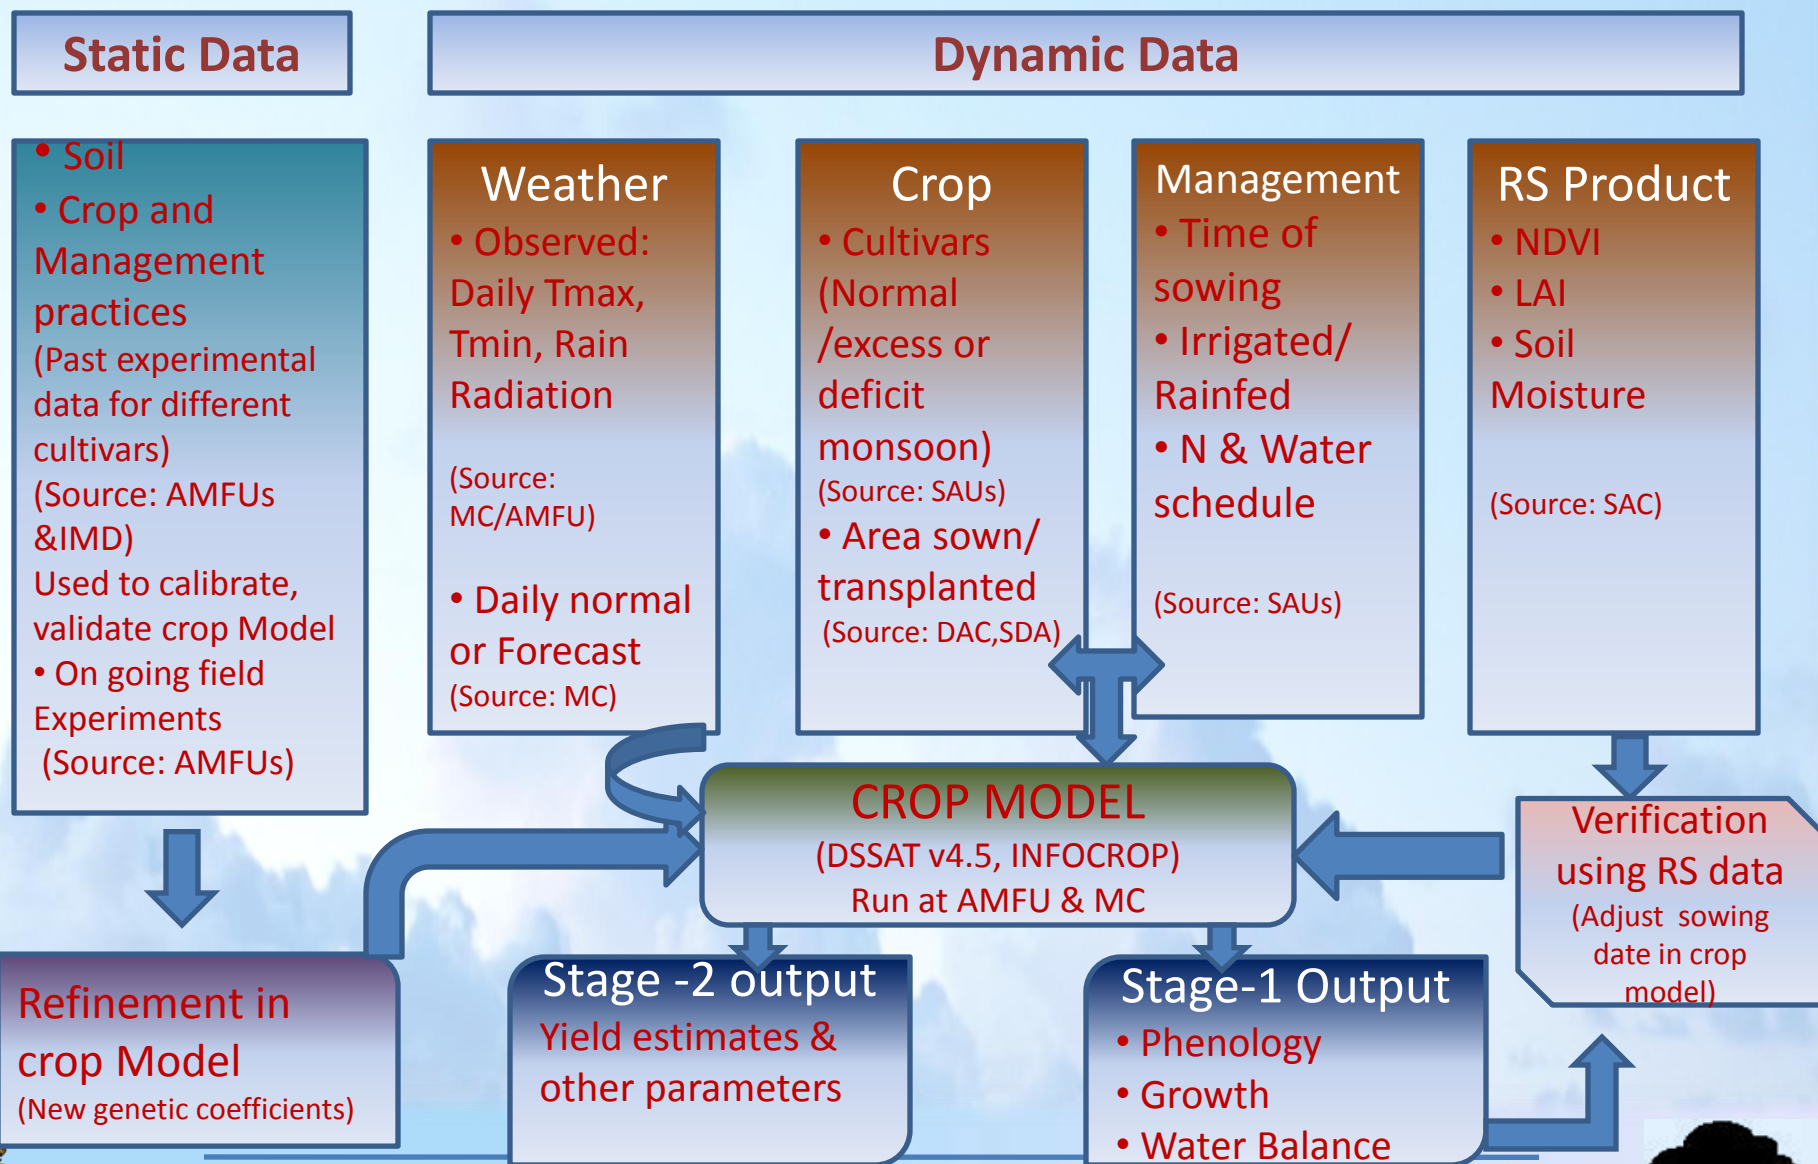 Static Data
Dynamic Data
• Soil
• Crop and
Management
practices
(Past experimental
data for different
cultivars)
(Source: AMFUs
&IMD)
Used to calibrate,
validate crop Model
• On going field
Experiments
(Source: AMFUs)
Weather
• Observed:
Daily Tmax,
Tmin, Rain
Radiation
(Source:
MC/AMFU)
• Daily normal
or Forecast
(Source: MC)
Crop
• Cultivars
(Normal
/excess or
deficit
monsoon)
(Source: SAUs)
• Area sown/
transplanted
(Source: DAC,SDA)
Management
• Time of
sowing
• Irrigated/
Rainfed
• N & Water
schedule
(Source: SAUs)
RS Product
• NDVI
• LAI
• Soil
Moisture
(Source: SAC)
CROP MODEL
(DSSAT v4.5, INFOCROP)
Run at AMFU & MC
Verification
using RS data
(Adjust sowing
date in crop
model)
Refinement in
crop Model
(New genetic coefficients)
Stage -2 output
Yield estimates &
other parameters
Stage-1 Output
• Phenology
• Growth
• Water Balance